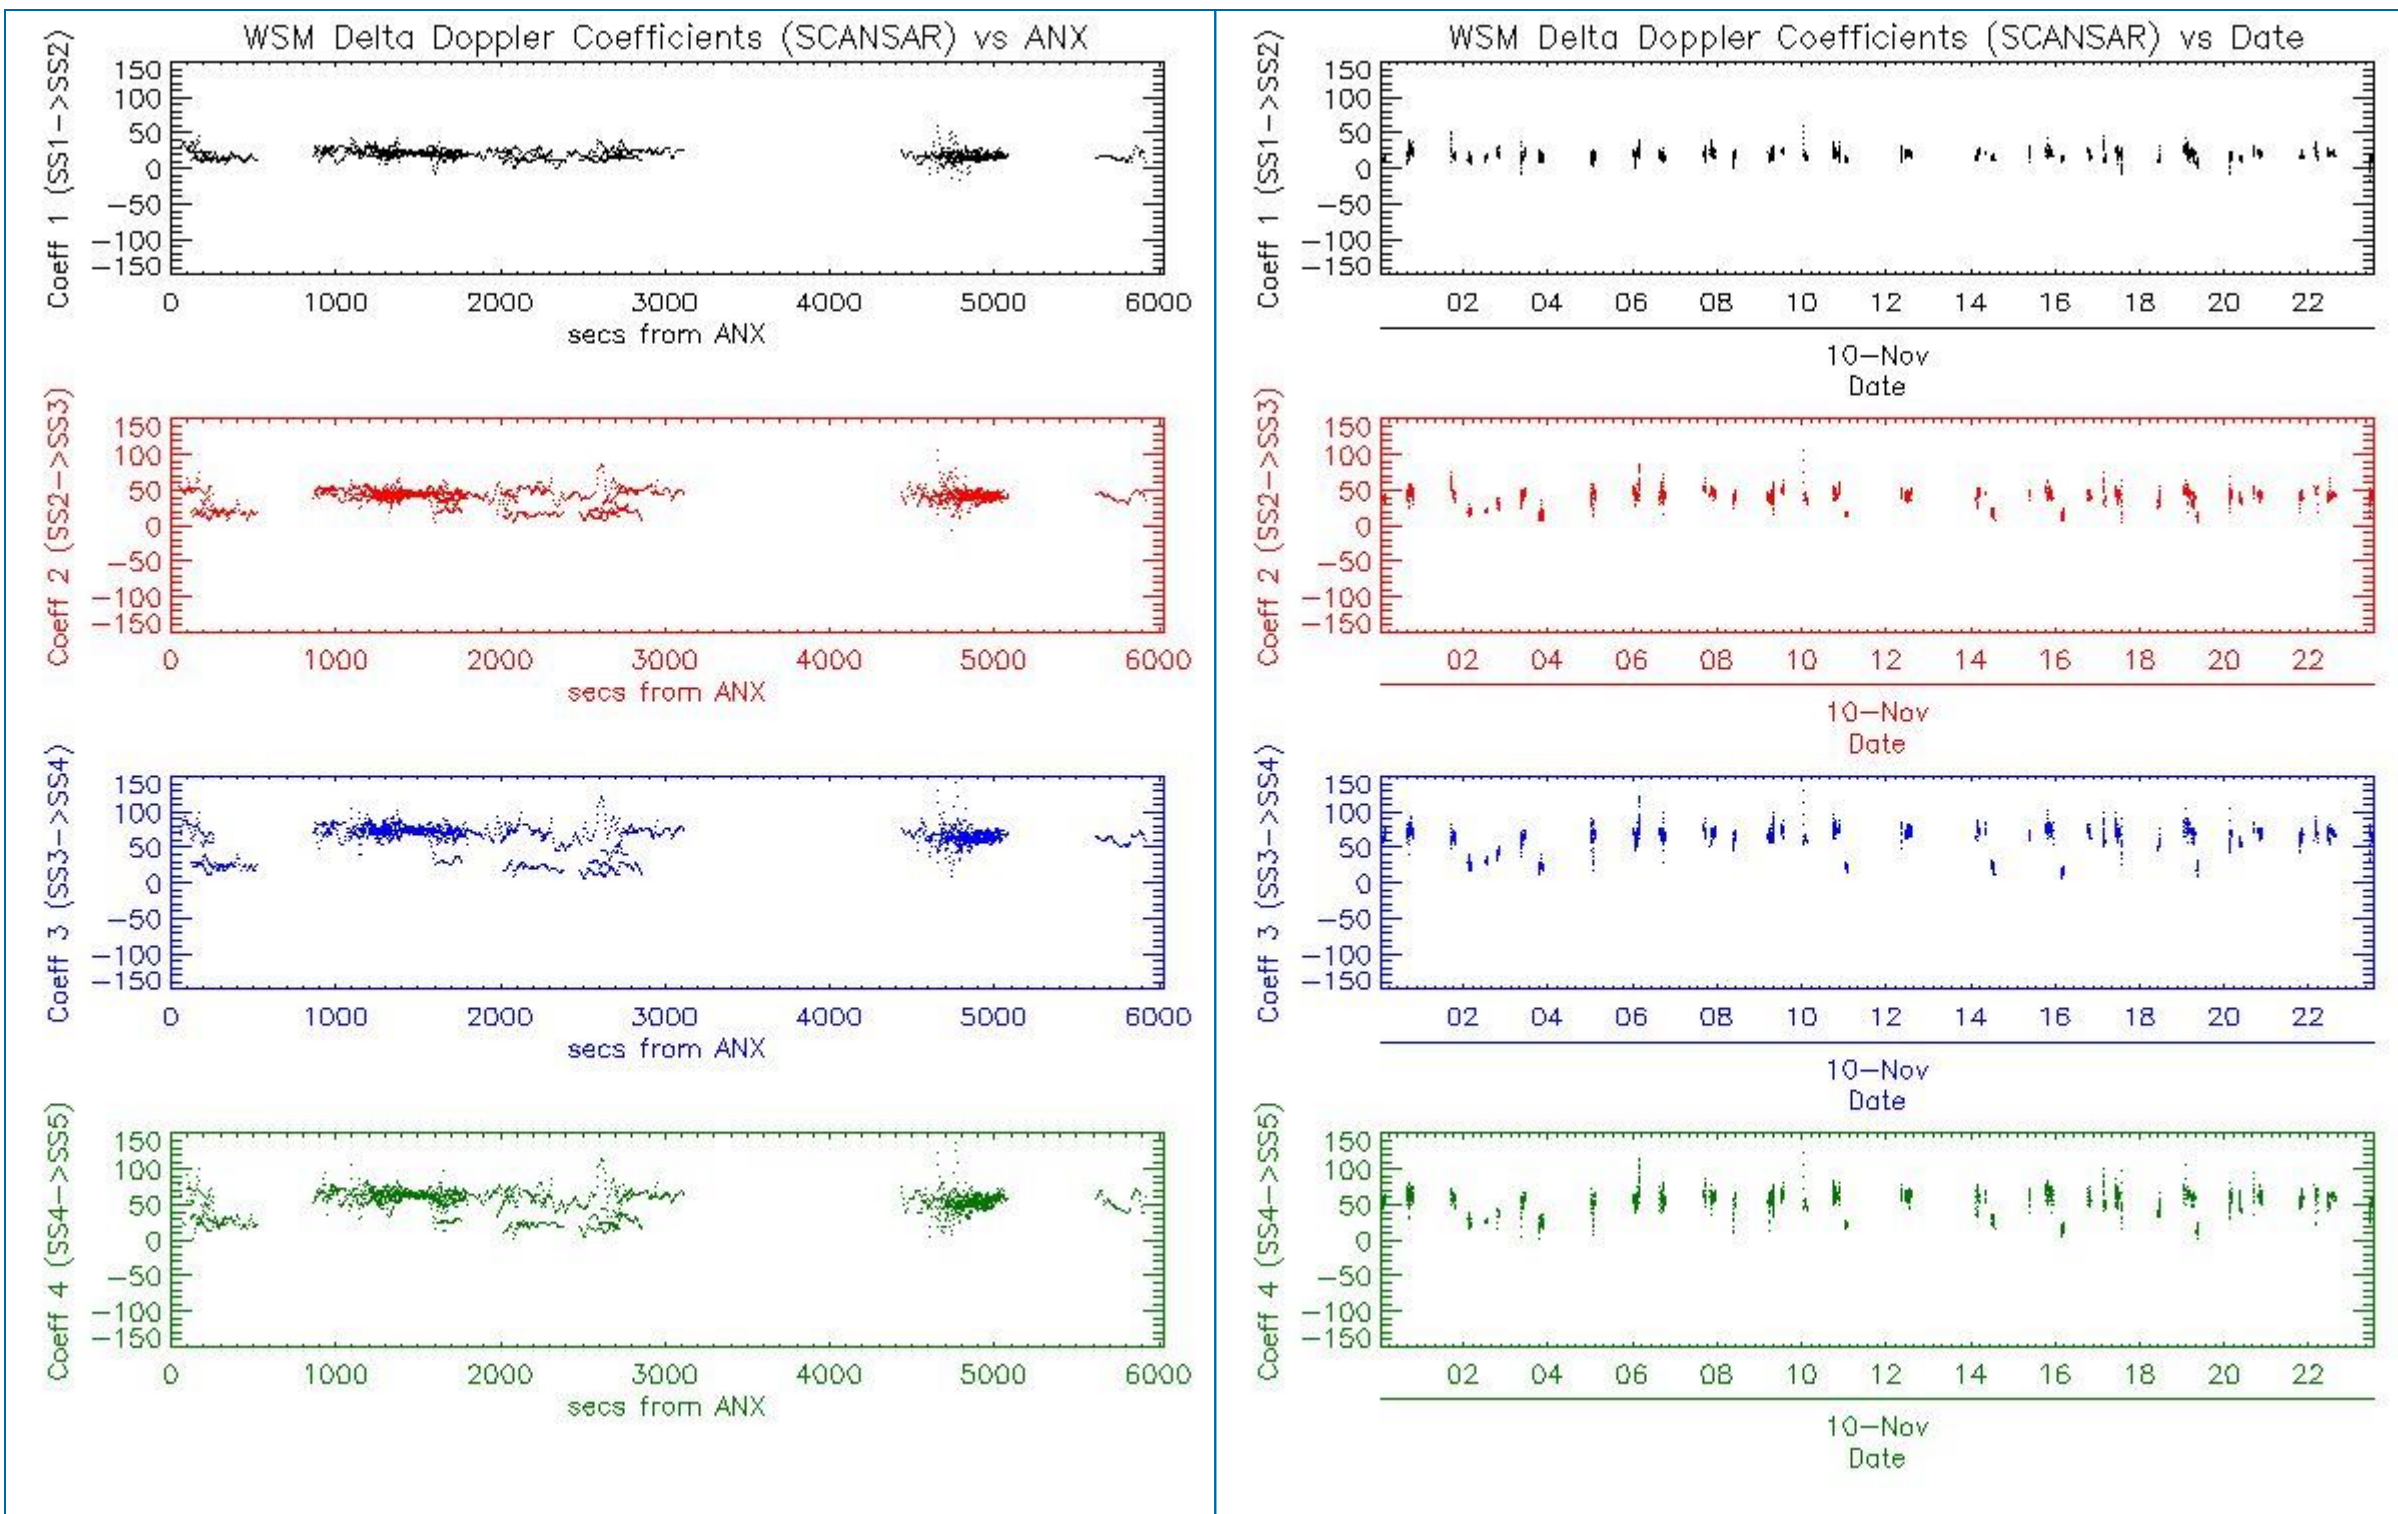 WSM Delta Doppler Coefficients (SCANSAR) vs ANX
Coeff 1 (SS1->SS2)
150
100
50
0
-50
-100
-150
0 1000 2000 3000 4000 5000 6000
secs from ANX
Coeff 2 (SS2->SS3)
150
100
50
0
-50
-100
-150
0 1000 2000 3000 4000 5000 6000
secs from ANX
Coeff 3 (SS3->SS4)
150
100
50
0
-50
-100
-150
0 1000 2000 3000 4000 5000 6000
secs from ANX
Coeff 4 (SS4->SS5)
150
100
50
0
-50
-100
-150
0 1000 2000 3000 4000 5000 6000
secs from ANX
WSM Delta Doppler Coefficients (SCANSAR) vs Date
Coeff 1 (SS1->SS2)
150
100
50
0
-50
-100
-150
02 04 06 08 10 12 14 16 18 20 22
10-Nov
Date
Coeff 2 (SS2->SS3)
150
100
50
0
-50
-100
-150
02 04 06 08 10 12 14 16 18 20 22
10-Nov
Date
Coeff 3 (SS3->SS4)
150
100
50
0
-50
-100
-150
02 04 06 08 10 12 14 16 18 20 22
10-Nov
Date
Coeff 4 (SS4->SS5)
150
100
50
0
-50
-100
-150
02 04 06 08 10 12 14 16 18 20 22
10-Nov
Date